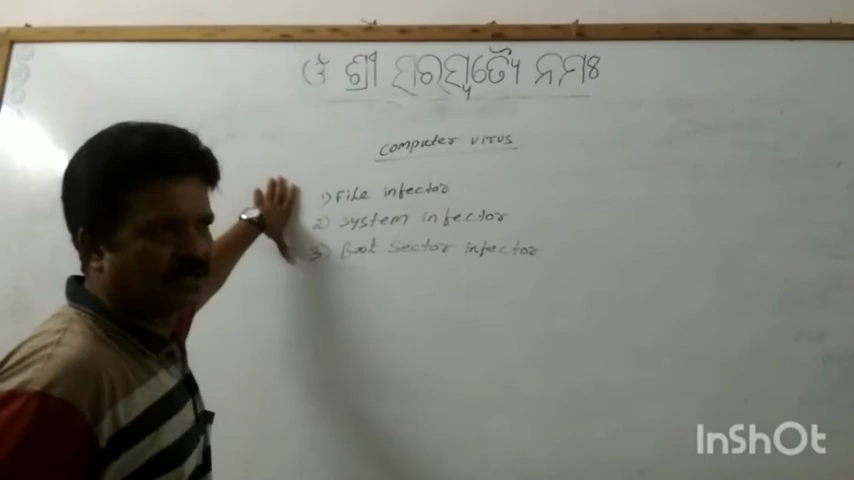 ଓଁ ଶ୍ରୀ ସରସ୍ୱତ୍ୟୈ ନମଃ
computer virus
1) File infector
2) system infector
3) Boot sector infector
InShOt